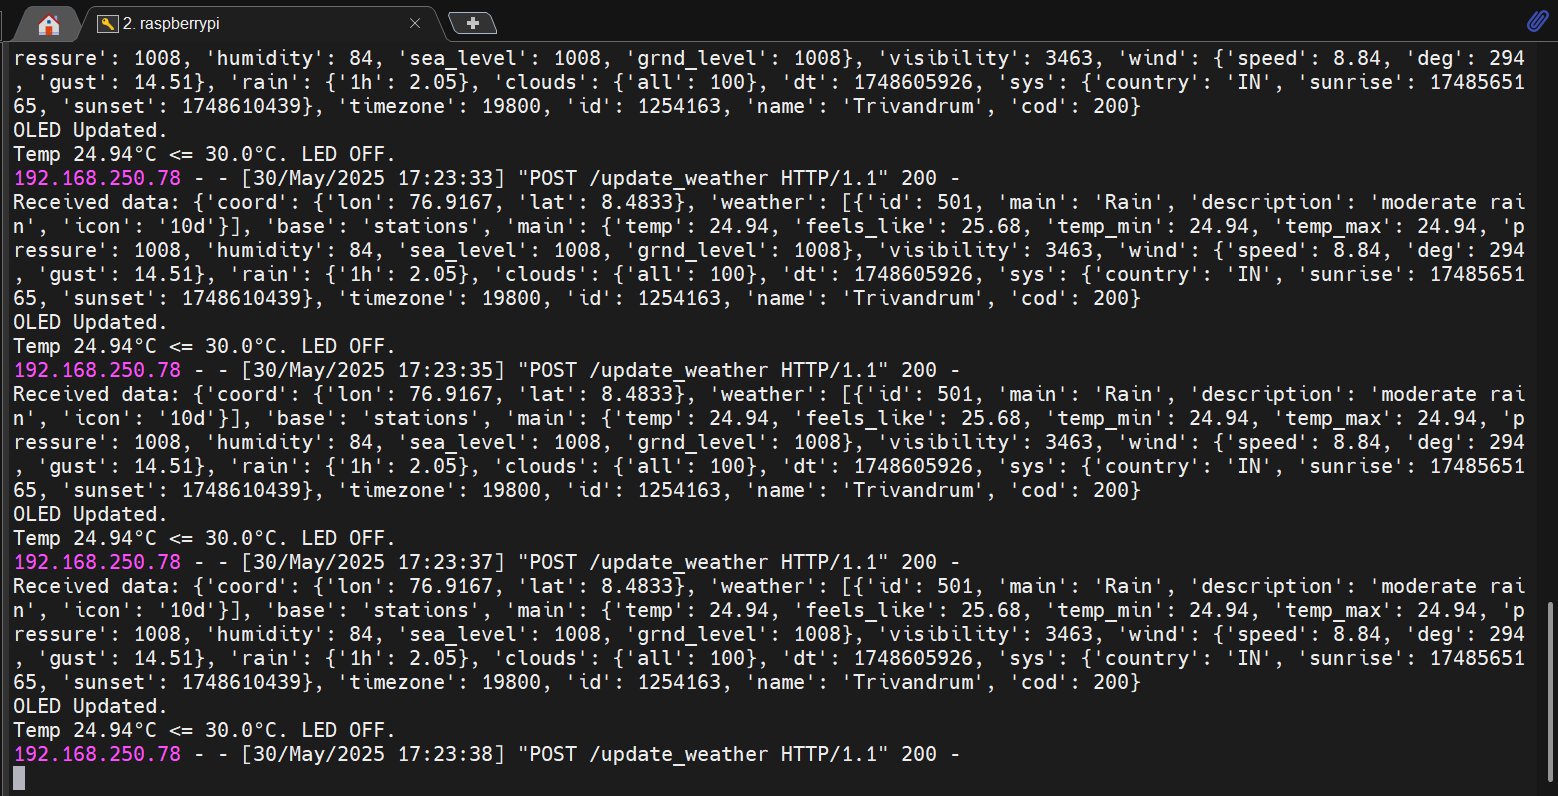 2. raspberrypi
ressure': 1008, 'humidity': 84, 'sea_level': 1008, 'grnd_level': 1008}, 'visibility': 3463, 'wind': {'speed': 8.84, 'deg': 294
, 'gust': 14.51}, 'rain': {'1h': 2.05}, 'clouds': {'all': 100}, 'dt': 1748605926, 'sys': {'country': 'IN', 'sunrise': 17485651
65, 'sunset': 1748610439}, 'timezone': 19800, 'id': 1254163, 'name': 'Trivandrum', 'cod': 200}
OLED Updated.
Temp 24.94°C <= 30.0°C. LED OFF.
192.168.250.78 - - [30/May/2025 17:23:33] "POST /update_weather HTTP/1.1" 200 -
Received data: {'coord': {'lon': 76.9167, 'lat': 8.4833}, 'weather': [{'id': 501, 'main': 'Rain', 'description': 'moderate rai
n', 'icon': '10d'}], 'base': 'stations', 'main': {'temp': 24.94, 'feels_like': 25.68, 'temp_min': 24.94, 'temp_max': 24.94, 'p
ressure': 1008, 'humidity': 84, 'sea_level': 1008, 'grnd_level': 1008}, 'visibility': 3463, 'wind': {'speed': 8.84, 'deg': 294
, 'gust': 14.51}, 'rain': {'1h': 2.05}, 'clouds': {'all': 100}, 'dt': 1748605926, 'sys': {'country': 'IN', 'sunrise': 17485651
65, 'sunset': 1748610439}, 'timezone': 19800, 'id': 1254163, 'name': 'Trivandrum', 'cod': 200}
OLED Updated.
Temp 24.94°C <= 30.0°C. LED OFF.
192.168.250.78 - - [30/May/2025 17:23:35] "POST /update_weather HTTP/1.1" 200 -
Received data: {'coord': {'lon': 76.9167, 'lat': 8.4833}, 'weather': [{'id': 501, 'main': 'Rain', 'description': 'moderate rai
n', 'icon': '10d'}], 'base': 'stations', 'main': {'temp': 24.94, 'feels_like': 25.68, 'temp_min': 24.94, 'temp_max': 24.94, 'p
ressure': 1008, 'humidity': 84, 'sea_level': 1008, 'grnd_level': 1008}, 'visibility': 3463, 'wind': {'speed': 8.84, 'deg': 294
, 'gust': 14.51}, 'rain': {'1h': 2.05}, 'clouds': {'all': 100}, 'dt': 1748605926, 'sys': {'country': 'IN', 'sunrise': 17485651
65, 'sunset': 1748610439}, 'timezone': 19800, 'id': 1254163, 'name': 'Trivandrum', 'cod': 200}
OLED Updated.
Temp 24.94°C <= 30.0°C. LED OFF.
192.168.250.78 - - [30/May/2025 17:23:37] "POST /update_weather HTTP/1.1" 200 -
Received data: {'coord': {'lon': 76.9167, 'lat': 8.4833}, 'weather': [{'id': 501, 'main': 'Rain', 'description': 'moderate rai
n', 'icon': '10d'}], 'base': 'stations', 'main': {'temp': 24.94, 'feels_like': 25.68, 'temp_min': 24.94, 'temp_max': 24.94, 'p
ressure': 1008, 'humidity': 84, 'sea_level': 1008, 'grnd_level': 1008}, 'visibility': 3463, 'wind': {'speed': 8.84, 'deg': 294
, 'gust': 14.51}, 'rain': {'1h': 2.05}, 'clouds': {'all': 100}, 'dt': 1748605926, 'sys': {'country': 'IN', 'sunrise': 17485651
65, 'sunset': 1748610439}, 'timezone': 19800, 'id': 1254163, 'name': 'Trivandrum', 'cod': 200}
OLED Updated.
Temp 24.94°C <= 30.0°C. LED OFF.
192.168.250.78 - - [30/May/2025 17:23:38] "POST /update_weather HTTP/1.1" 200 -